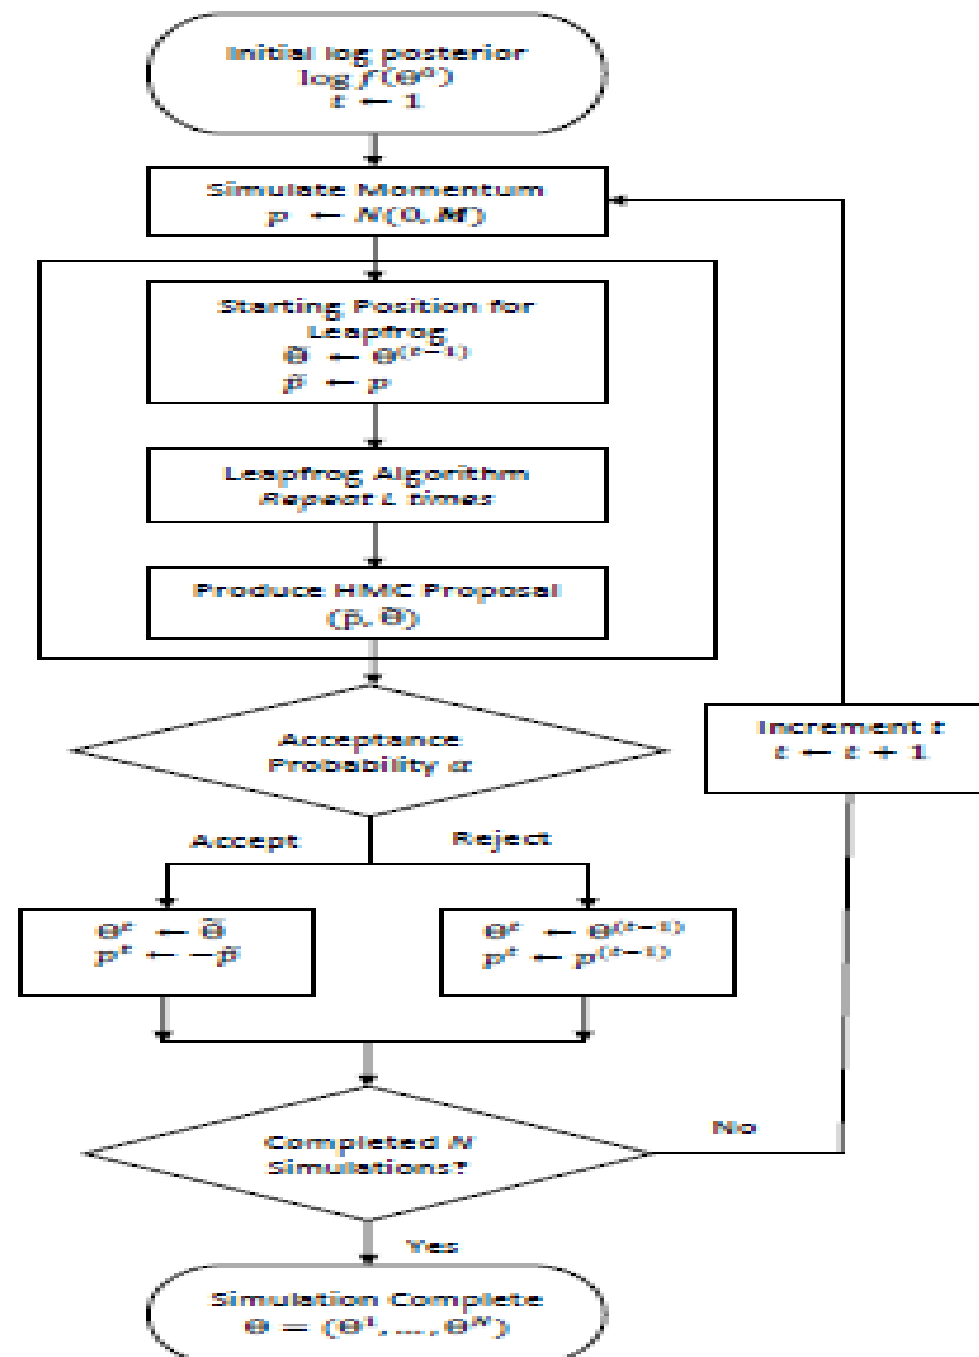 Initial log posterior
log f(Θ⁰)
t ← 1
Simulate Momentum
p ← N(0, M)
Starting Position for
Leapfrog
Θ̃ ← Θ⁽ᵗ⁻¹⁾
p̃ ← p
Leapfrog Algorithm
Repeat L times
Produce HMC Proposal
(p̃, Θ̃)
Acceptance
Probability α
Increment t
t ← t + 1
Accept
Reject
Θᵗ ← Θ̃
pᵗ ← −p̃
Θᵗ ← Θ⁽ᵗ⁻¹⁾
pᵗ ← p⁽ᵗ⁻¹⁾
Completed N
Simulations?
No
Yes
Simulation Complete
Θ = (Θ¹, ..., Θᴺ)